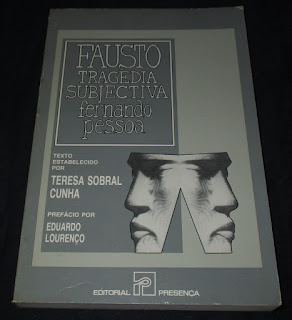 FAUSTO
TRAGEDIA
SUBJECTIVA
fernando
pessoa
TEXTO
ESTABELECIDO
POR
TERESA SOBRAL
CUNHA
PREFÁCIO POR
EDUARDO
LOURENÇO
EDITORIAL PRESENÇA